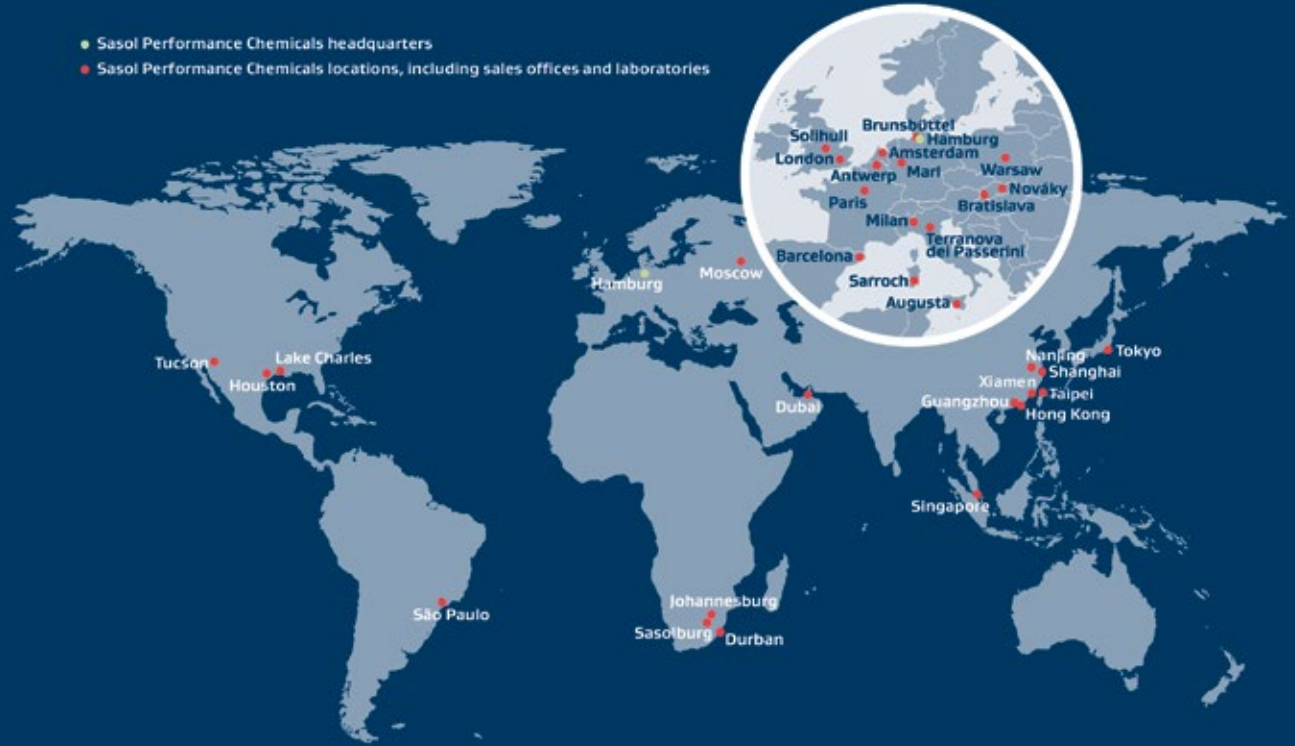 Sasol Performance Chemicals headquarters
Sasol Performance Chemicals locations, including sales offices and laboratories
Brunsbüttel
Solihull
Hamburg
London
Amsterdam
Antwerp
Marl
Warsaw
Paris
Nováky
Bratislava
Milan
Terranova
dei Passerini
Barcelona
Sarroch
Augusta
Hamburg
Moscow
Tucson
Lake Charles
Houston
Dubai
Nanjing
Tokyo
Shanghai
Xiamen
Taipei
Guangzhou
Hong Kong
Singapore
São Paulo
Johannesburg
Sasolburg
Durban